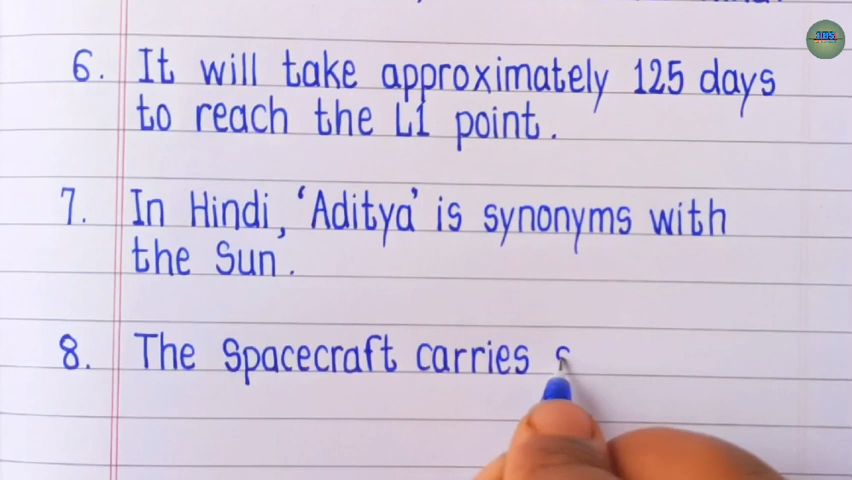 6. It will take approximately 125 days
to reach the L1 point.
7. In Hindi, 'Aditya' is synonyms with
the Sun.
8. The Spacecraft carries s